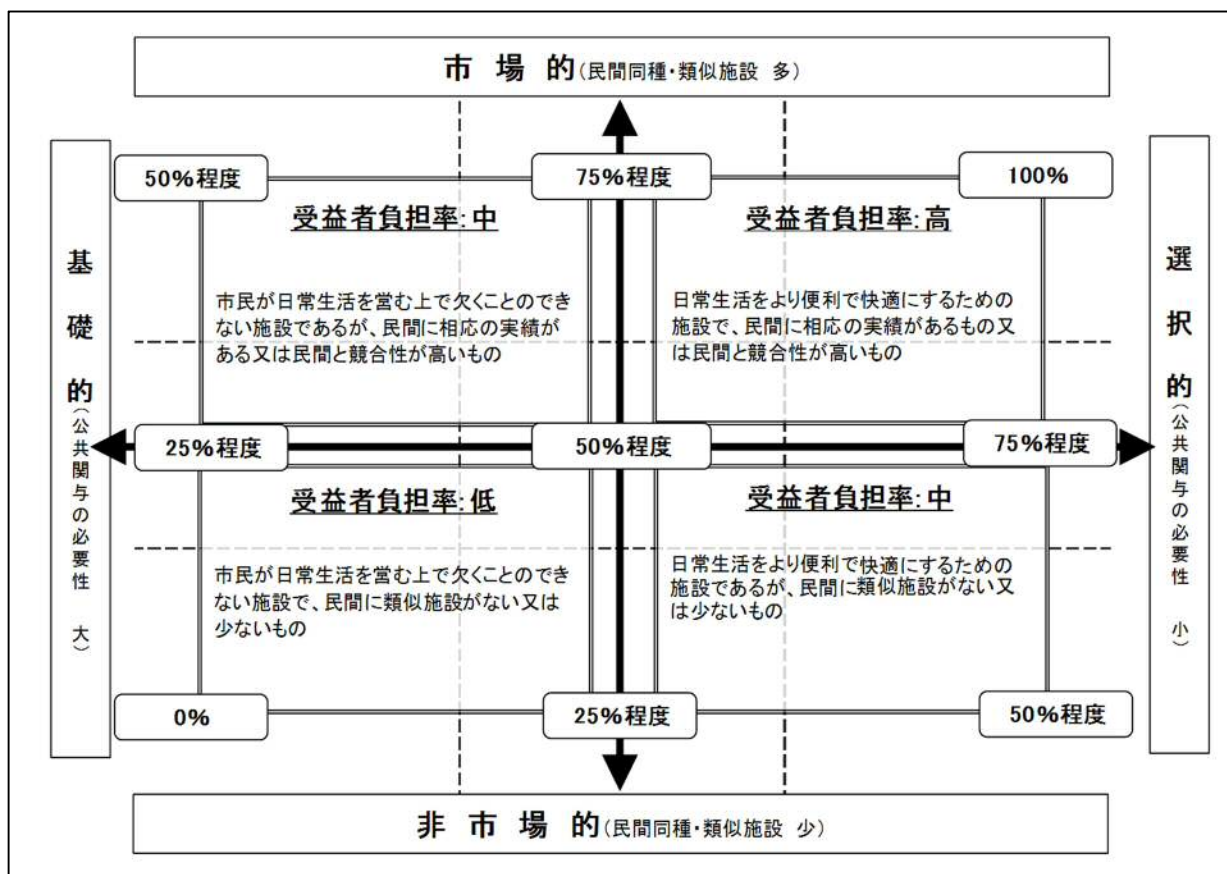 市場的(民間同種・類似施設 多)
50%程度
75%程度
100%
受益者負担率:中
受益者負担率:高
基礎的(公共関与の必要性 大)
選択的(公共関与の必要性 小)
市民が日常生活を営む上で欠くことのでき
ない施設であるが、民間に相応の実績が
ある又は民間と競合性が高いもの
日常生活をより便利で快適にするための
施設で、民間に相応の実績があるもの又
は民間と競合性が高いもの
25%程度
50%程度
75%程度
受益者負担率:低
受益者負担率:中
市民が日常生活を営む上で欠くことのでき
ない施設で、民間に類似施設がない又は
少ないもの
日常生活をより便利で快適にするための
施設であるが、民間に類似施設がない又
は少ないもの
0%
25%程度
50%程度
非市場的(民間同種・類似施設 少)